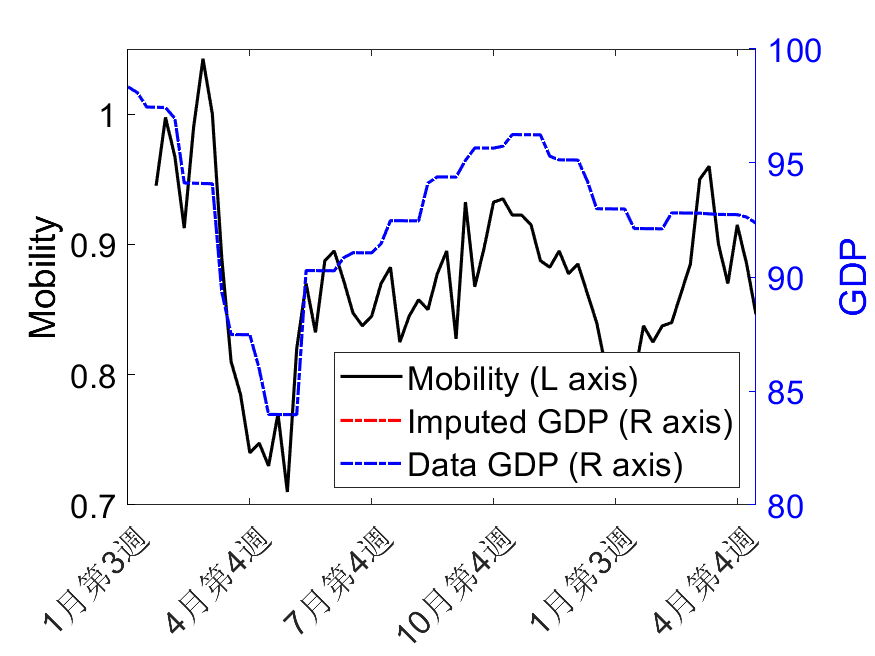 Mobility
1
0.9
0.8
0.7
100
95
90
85
80
GDP
Mobility (L axis)
Imputed GDP (R axis)
Data GDP (R axis)
1月第3週
4月第4週
7月第4週
10月第4週
1月第3週
4月第4週